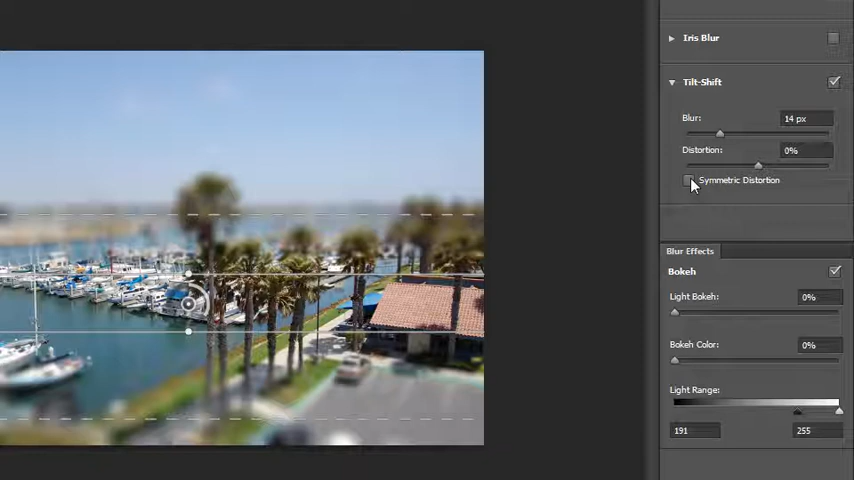 Iris Blur
Tilt-Shift
Blur:
14 px
Distortion:
0%
Symmetric Distortion
Blur Effects
Bokeh
Light Bokeh:
0%
Bokeh Color:
0%
Light Range:
191
255